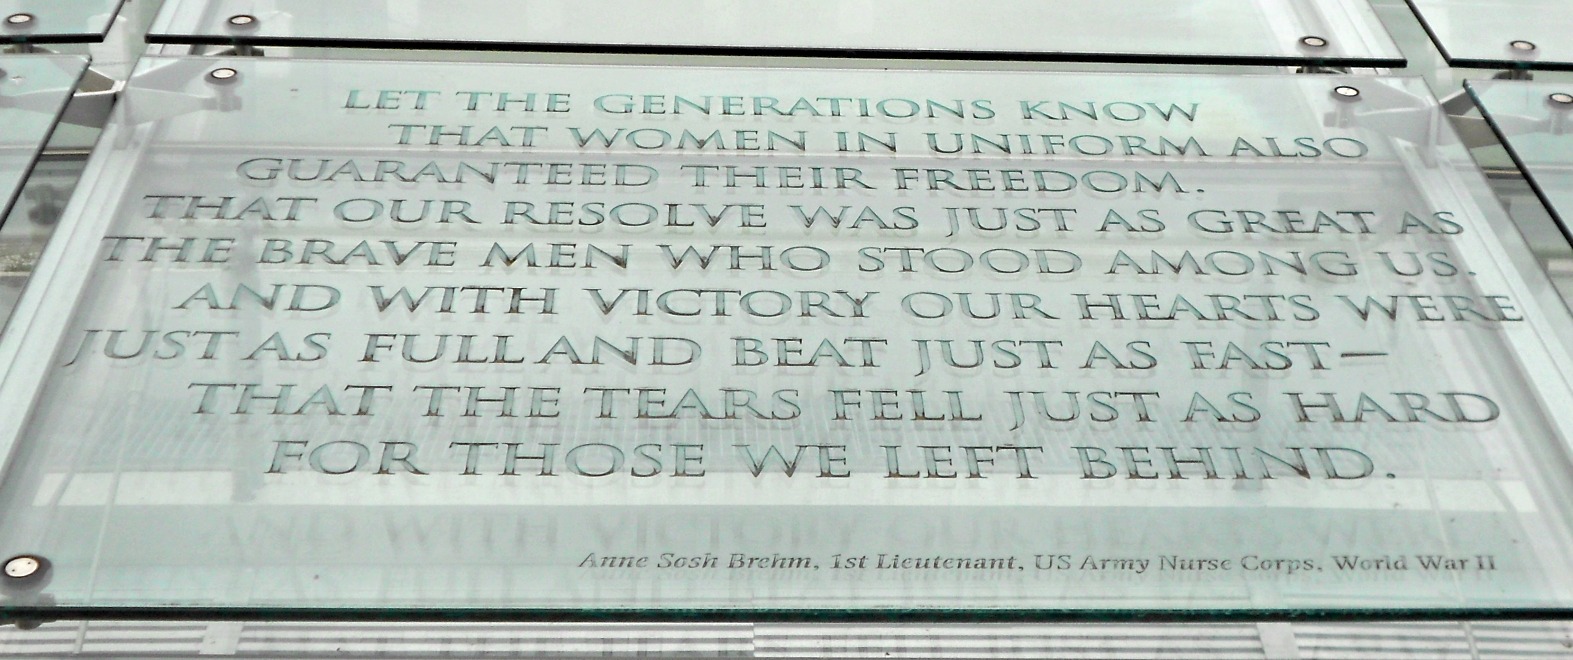 LET THE GENERATIONS KNOW
THAT WOMEN IN UNIFORM ALSO
GUARANTEED THEIR FREEDOM.
THAT OUR RESOLVE WAS JUST AS GREAT AS
THE BRAVE MEN WHO STOOD AMONG US.
AND WITH VICTORY OUR HEARTS WERE
JUST AS FULL AND BEAT JUST AS FAST—
THAT THE TEARS FELL JUST AS HARD
FOR THOSE WE LEFT BEHIND.
Anne Sosh Brehm, 1st Lieutenant, US Army Nurse Corps, World War II